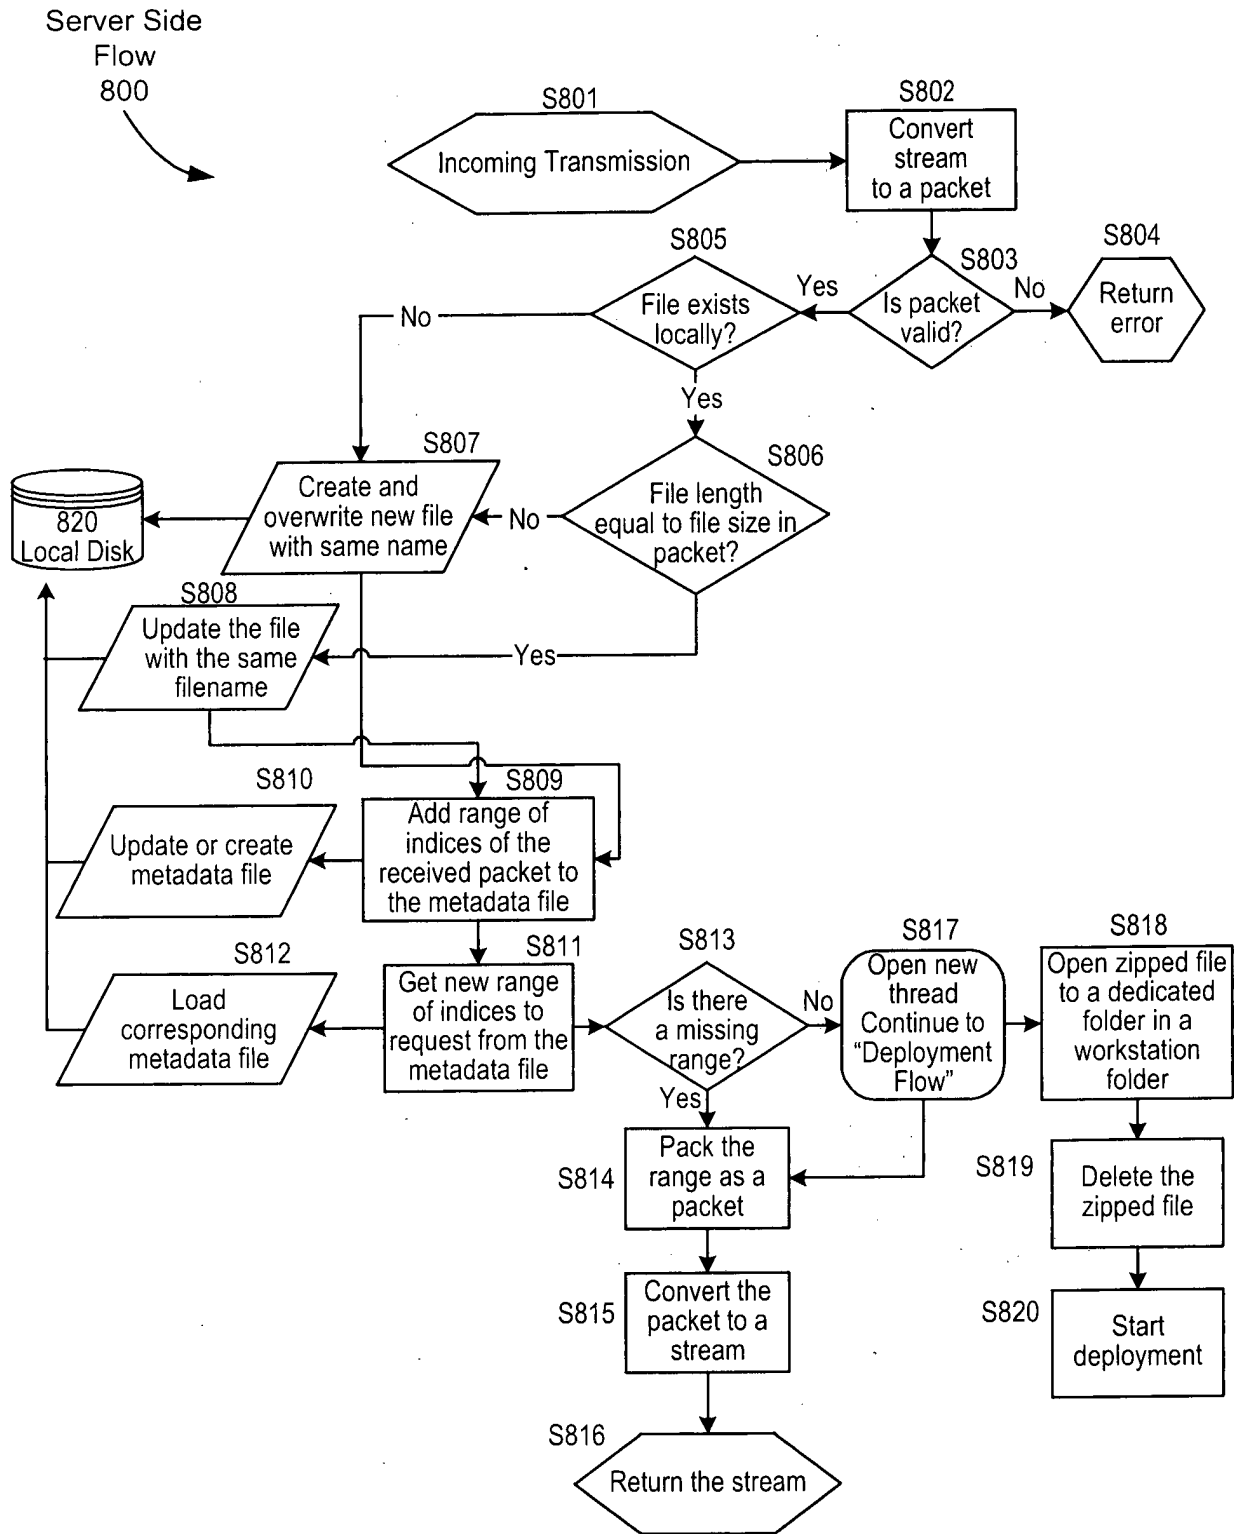 Server Side
Flow
800
S801
Incoming Transmission
S802
Convert
stream
to a packet
S803
Is packet
valid?
No
S804
Return
error
Yes
S805
File exists
locally?
No
Yes
S806
File length
equal to file size in
packet?
No
S807
Create and
overwrite new file
with same name
820
Local Disk
Yes
S808
Update the file
with the same
filename
S809
Add range of
indices of the
received packet to
the metadata file
S810
Update or create
metadata file
S811
Get new range
of indices to
request from the
metadata file
S812
Load
corresponding
metadata file
S813
Is there
a missing
range?
No
Yes
S817
Open new
thread
Continue to
“Deployment
Flow”
S818
Open zipped file
to a dedicated
folder in a
workstation
folder
S814
Pack the
range as a
packet
S819
Delete the
zipped file
S815
Convert the
packet to a
stream
S820
Start
deployment
S816
Return the stream